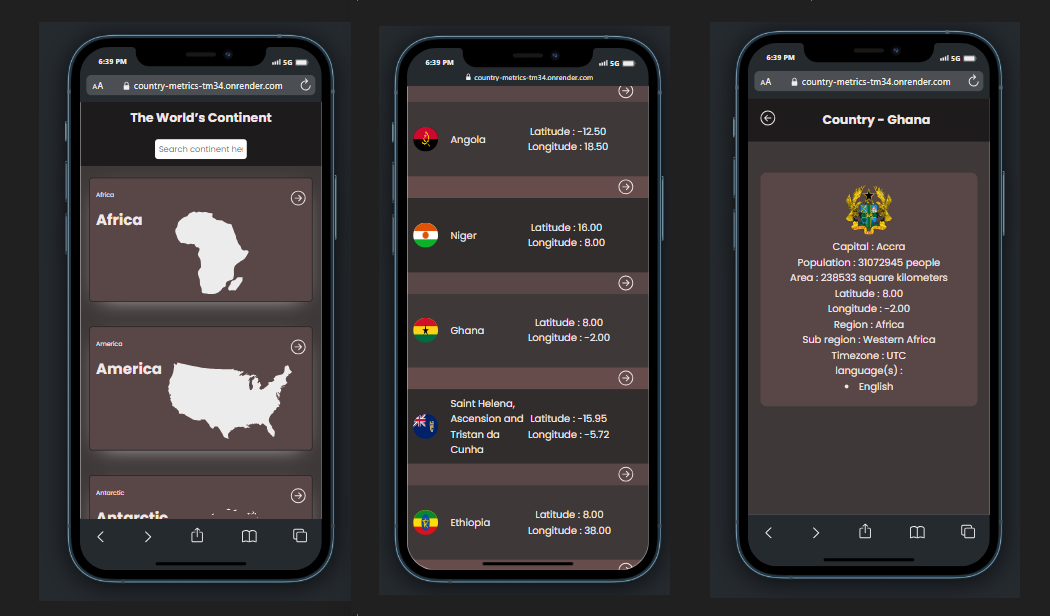 6:39 PM
5G
AA
country-metrics-tm34.onrender.com
The World's Continent
Search continent he
Africa
Africa
America
America
Antarctic
Antarctic
6:39 PM
5G
country-metrics-tm34.onrender.com
Angola
Latitude : -12.50
Longitude : 18.50
Niger
Latitude : 16.00
Longitude : 8.00
Ghana
Latitude : 8.00
Longitude : -2.00
Saint Helena,
Ascension and
Tristan da
Cunha
Latitude : -15.95
Longitude : -5.72
Ethiopia
Latitude : 8.00
Longitude : 38.00
6:39 PM
5G
AA
country-metrics-tm34.onrender.com
Country - Ghana
Capital : Accra
Population : 31072945 people
Area : 238533 square kilometers
Latitude : 8.00
Longitude : -2.00
Region : Africa
Sub region : Western Africa
Timezone : UTC
language(s) :
• English